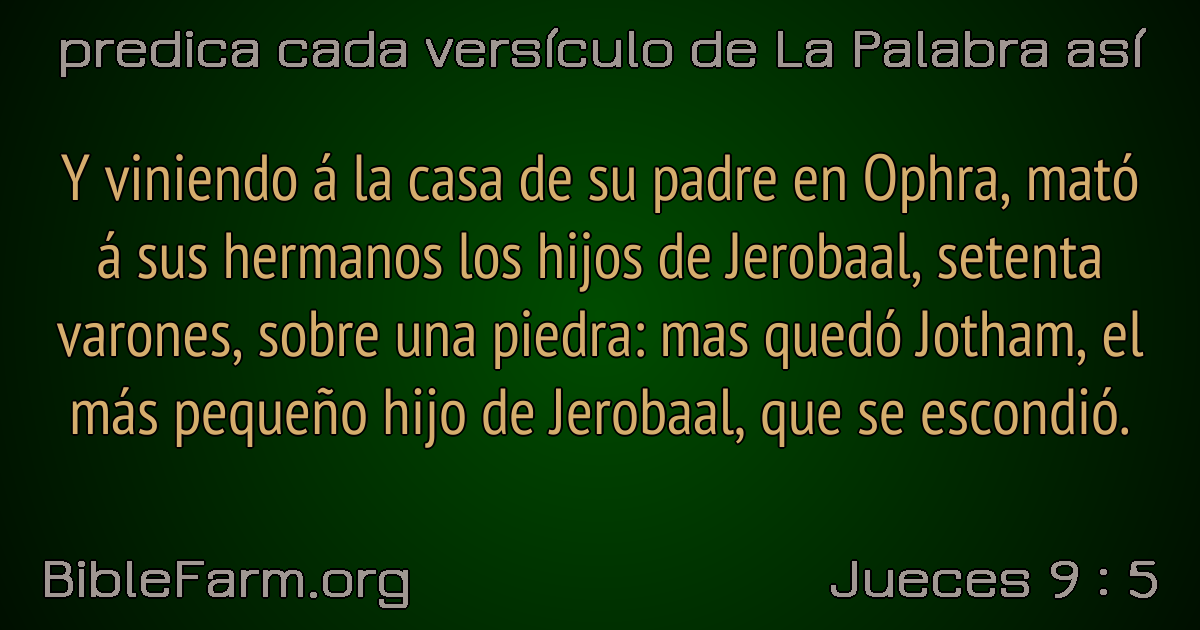 predica cada versículo de La Palabra así
Y viniendo á la casa de su padre en Ophra, mató
á sus hermanos los hijos de Jerobaal, setenta
varones, sobre una piedra: mas quedó Jotham, el
más pequeño hijo de Jerobaal, que se escondió.
BibleFarm.org
Jueces 9 : 5